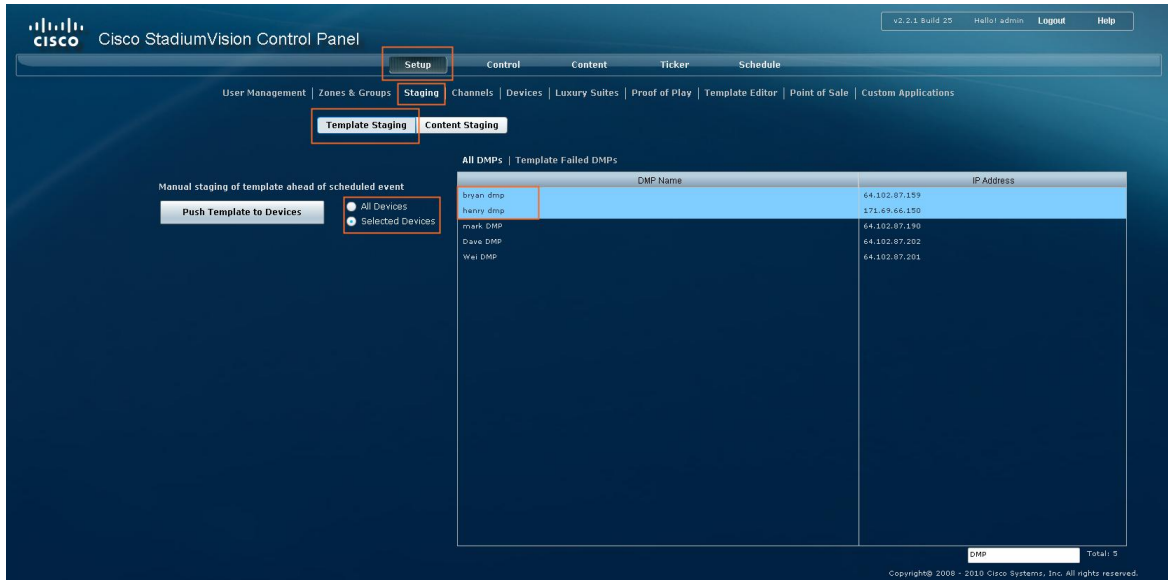 v2.2.1 Build 25 Hello! admin Logout Help
CISCO Cisco StadiumVision Control Panel
Setup Control Content Ticker Schedule
User Management | Zones & Groups | Staging | Channels | Devices | Luxury Suites | Proof of Play | Template Editor | Point of Sale | Custom Applications
Template Staging Content Staging
All DMPs | Template Failed DMPs
Manual staging of template ahead of scheduled event
Push Template to Devices
All Devices
Selected Devices
DMP Name IP Address
bryan dmp 64.102.87.159
henry dmp 171.69.66.150
mark DMP 64.102.87.190
Dave DMP 64.102.87.202
Wei DMP 64.102.87.201
DMP Total: 5
Copyright© 2008 - 2010 Cisco Systems, Inc. All rights reserved.